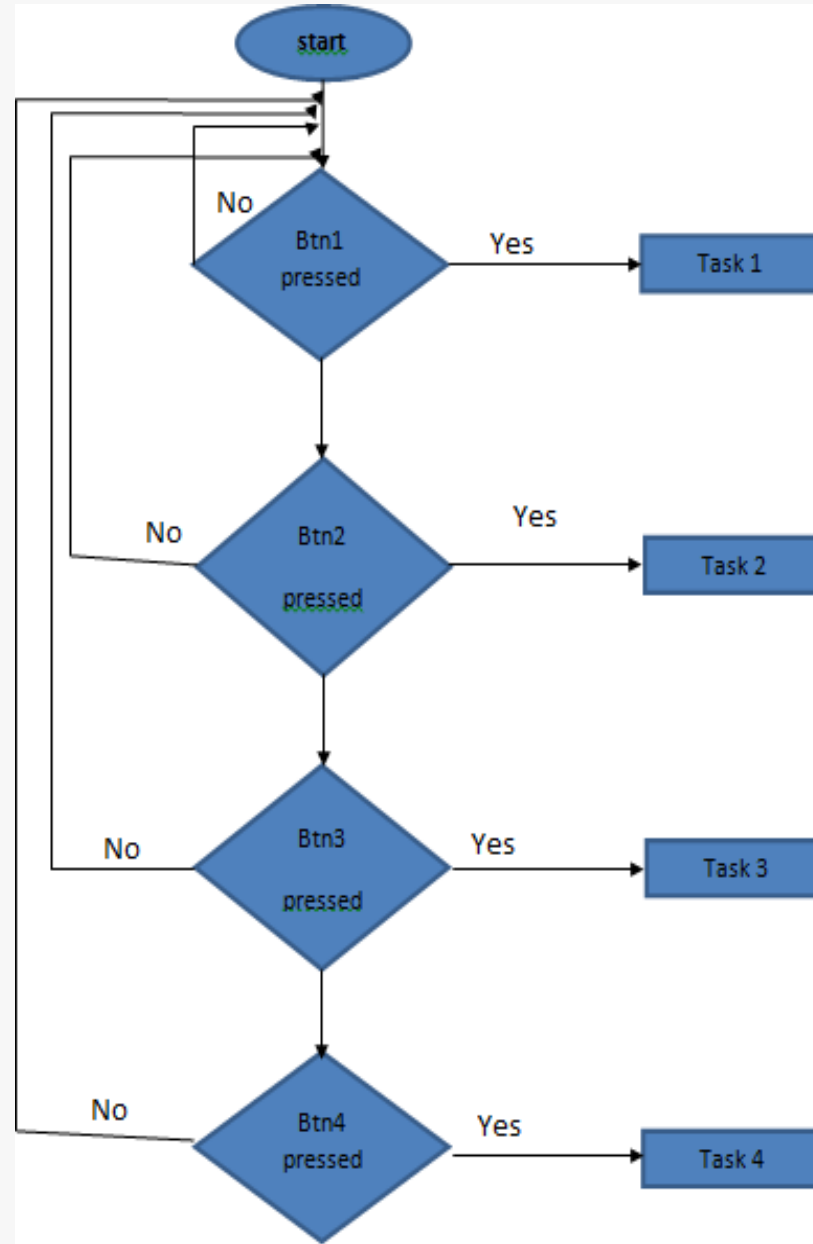 start
No
Btn1
pressed
Yes
Task 1
No
Btn2
pressed
Yes
Task 2
No
Btn3
pressed
Yes
Task 3
No
Btn4
pressed
Yes
Task 4